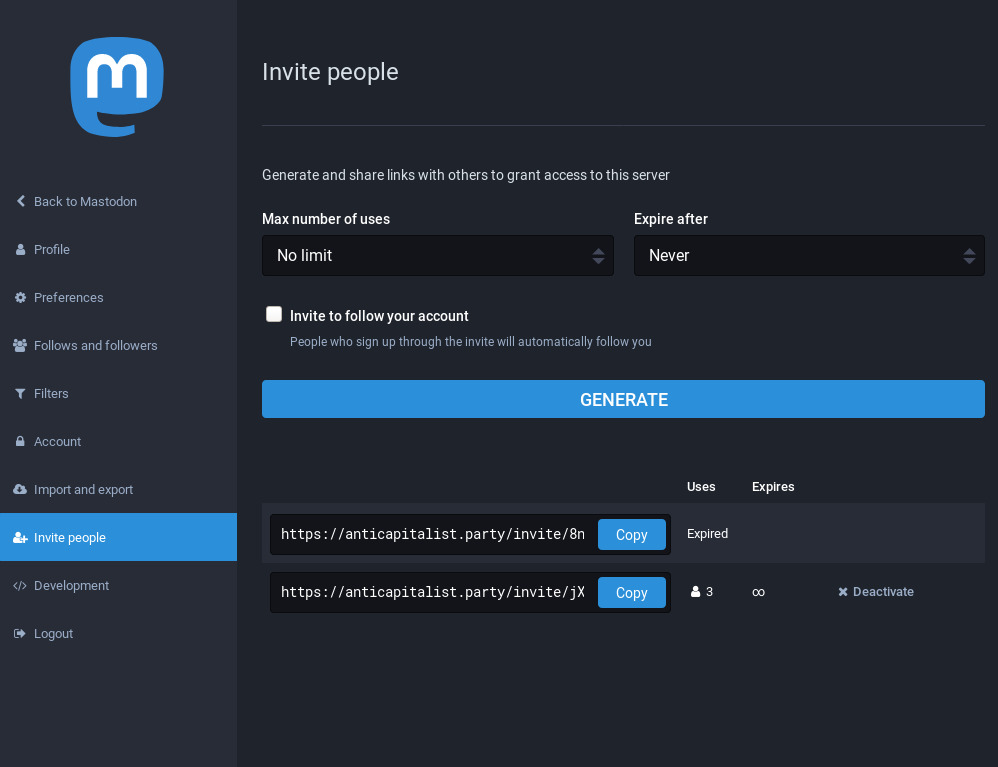 Invite people
Back to Mastodon
Profile
Preferences
Follows and followers
Filters
Account
Import and export
Invite people
Development
Logout
Generate and share links with others to grant access to this server
Max number of uses
Expire after
No limit
Never
Invite to follow your account
People who sign up through the invite will automatically follow you
GENERATE
Uses Expires
https://anticapitalist.party/invite/8n Copy Expired
https://anticapitalist.party/invite/jX Copy 3 ∞ Deactivate